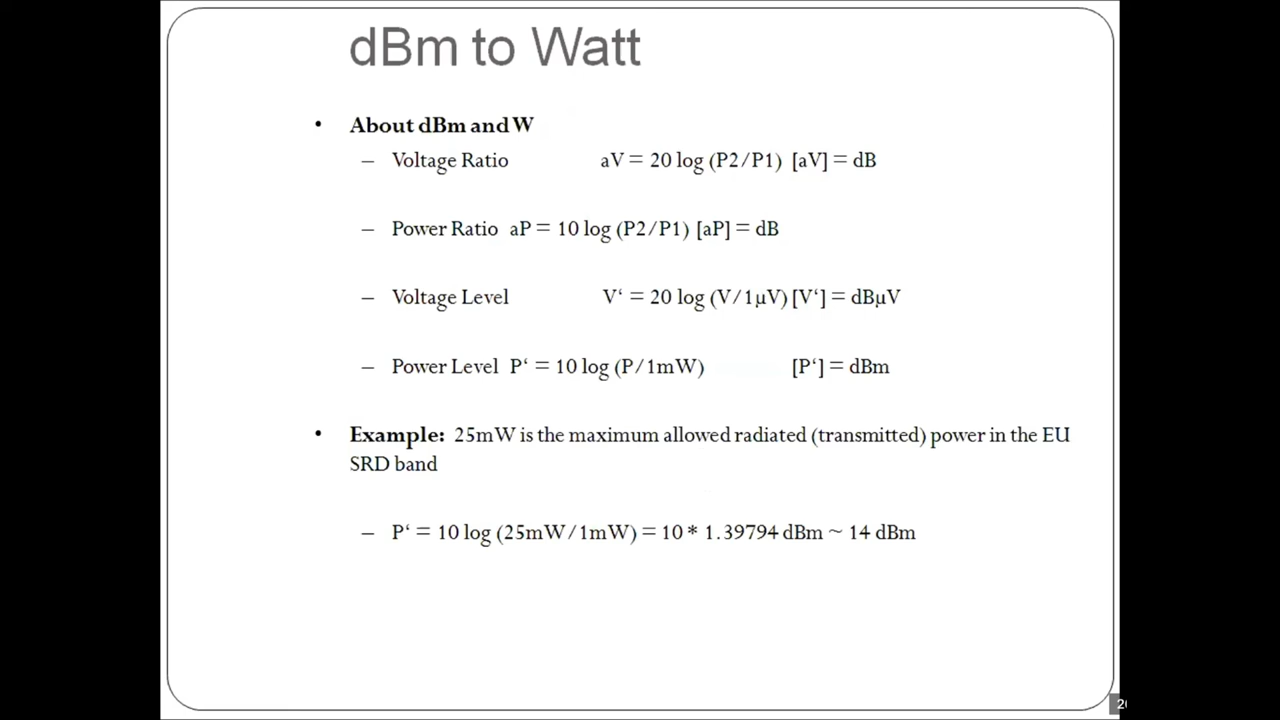 dBm to Watt
• About dBm and W
– Voltage Ratio aV = 20 log (P2/P1) [aV] = dB
– Power Ratio aP = 10 log (P2/P1) [aP] = dB
– Voltage Level V‘ = 20 log (V/1µV) [V‘] = dBµV
– Power Level P‘ = 10 log (P/1mW) [P‘] = dBm
• Example: 25mW is the maximum allowed radiated (transmitted) power in the EU
SRD band
– P‘ = 10 log (25mW/1mW) = 10 * 1.39794 dBm ~ 14 dBm